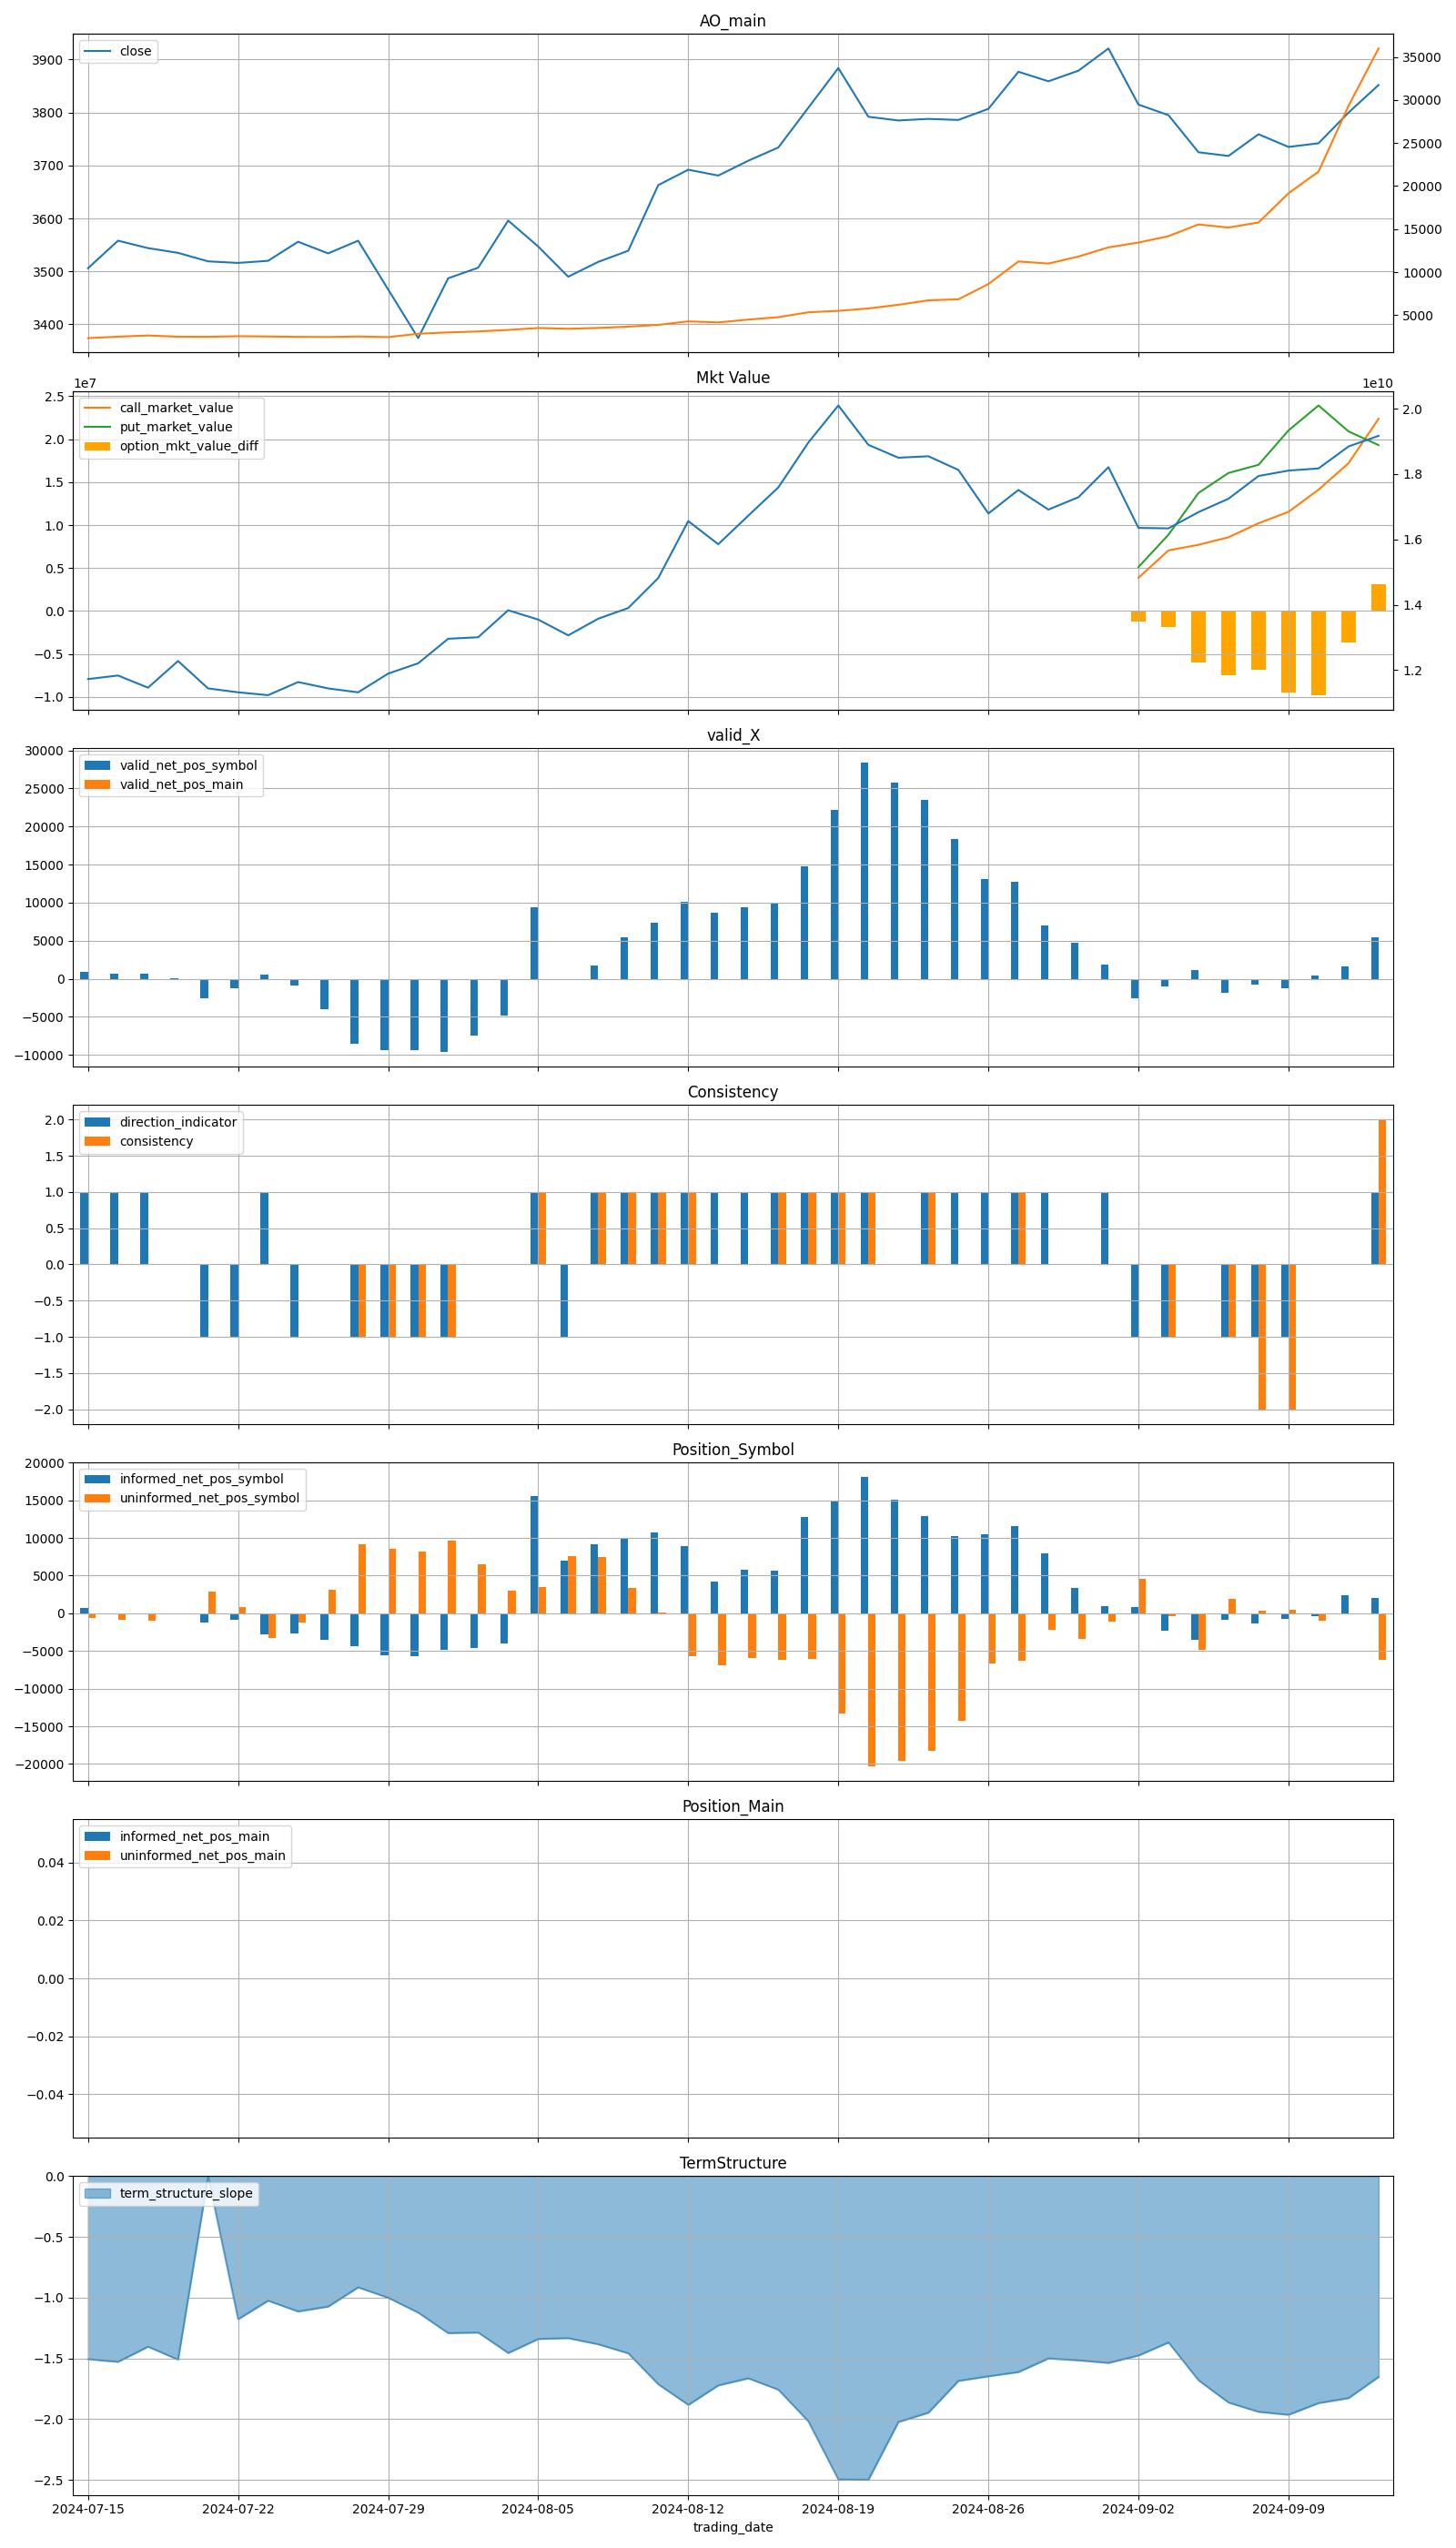 AO_main
close
3900
3800
3700
3600
3500
3400
35000
30000
25000
20000
15000
10000
5000
Mkt Value
1e7
1e10
call_market_value
put_market_value
option_mkt_value_diff
2.5
2.0
1.5
1.0
0.5
0.0
−0.5
−1.0
2.0
1.8
1.6
1.4
1.2
valid_X
valid_net_pos_symbol
valid_net_pos_main
30000
25000
20000
15000
10000
5000
0
−5000
−10000
Consistency
direction_indicator
consistency
2.0
1.5
1.0
0.5
0.0
−0.5
−1.0
−1.5
−2.0
Position_Symbol
informed_net_pos_symbol
uninformed_net_pos_symbol
20000
15000
10000
5000
0
−5000
−10000
−15000
−20000
Position_Main
informed_net_pos_main
uninformed_net_pos_main
0.04
0.02
0.00
−0.02
−0.04
TermStructure
term_structure_slope
0.0
−0.5
−1.0
−1.5
−2.0
−2.5
2024-07-15 2024-07-22 2024-07-29 2024-08-05 2024-08-12 2024-08-19 2024-08-26 2024-09-02 2024-09-09
trading_date